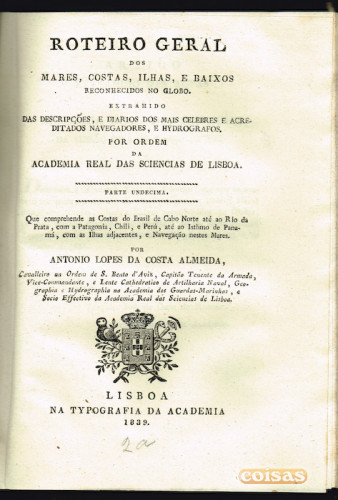 ROTEIRO GERAL
DOS
MARES, COSTAS, ILHAS, E BAIXOS
RECONHECIDOS NO GLOBO.
EXTRAHIDO
DAS DESCRIPÇÕES, E DIARIOS DOS MAIS CELEBRES E ACRE-
DITADOS NAVEGADORES, E HYDROGRAFOS.
POR ORDEM
DA
ACADEMIA REAL DAS SCIENCIAS DE LISBOA.
PARTE UNDECIMA.
Que comprehende as Costas do Brasil de Cabo Norte até ao Rio da
Prata, com a Patagonia, Chili, e Perú, até ao Isthmo de Pana-
má, com as Ilhas adjacentes, e Navegação nestes Mares.
POR
ANTONIO LOPES DA COSTA ALMEIDA,
Cavalleiro na Ordem de S. Bento d'Avis, Capitão Tenente da Armada,
Vice-Commandante, e Lente Cathedratico de Artilharia Naval, Geo-
graphia e Hydrographia na Academia dos Guardas-Marinhas, e
Socio Effectivo da Academia Real das Sciencias de Lisboa.
LISBOA
NA TYPOGRAFIA DA ACADEMIA
1839.
2a
coisas